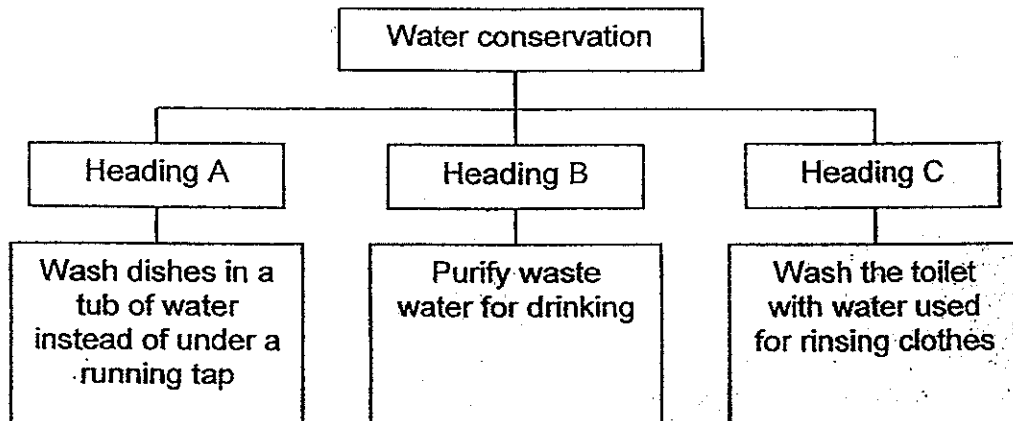 Water conservation
Heading A
Heading B
Heading C
Wash dishes in a
tub of water
instead of under a
running tap
Purify waste
water for drinking
Wash the toilet
with water used
for rinsing clothes